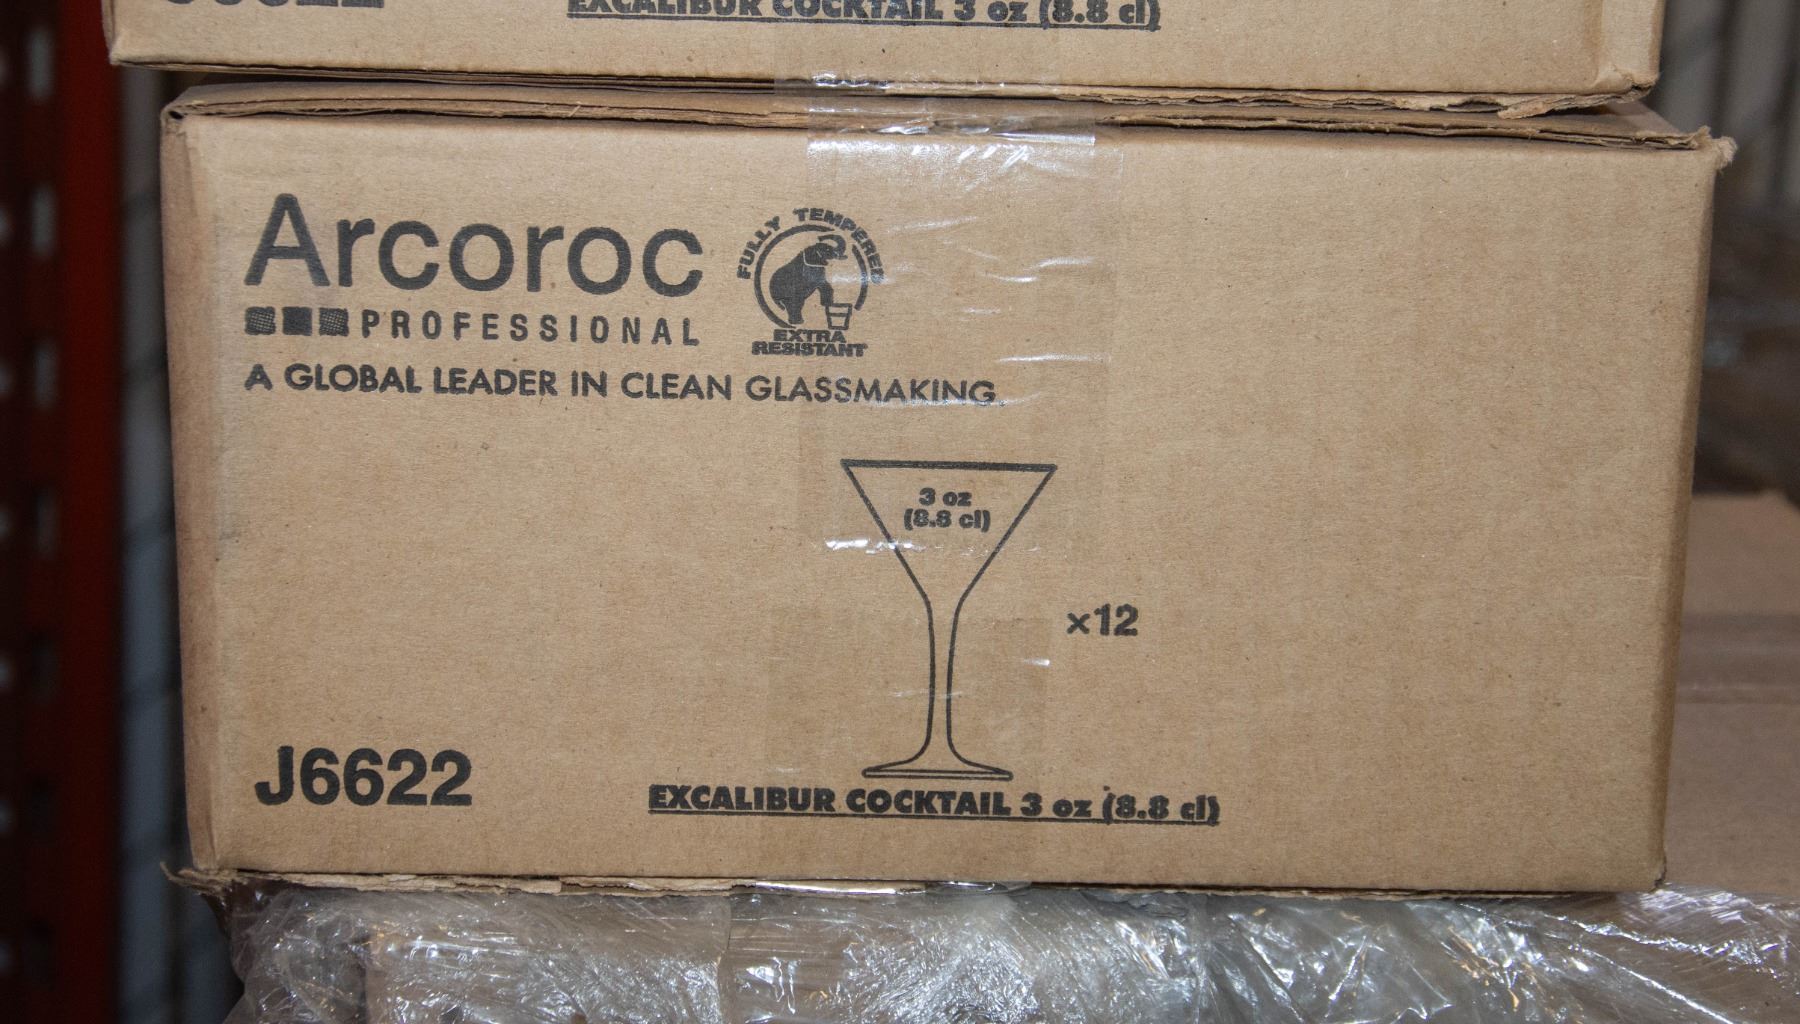 EXCALIBUR COCKTAIL 3 oz (8.8 cl)
Arcoroc
FULLY TEMPERED
EXTRA
RESISTANT
PROFESSIONAL
A GLOBAL LEADER IN CLEAN GLASSMAKING
3 oz
(8.8 cl)
x12
J6622
EXCALIBUR COCKTAIL 3 oz (8.8 cl)